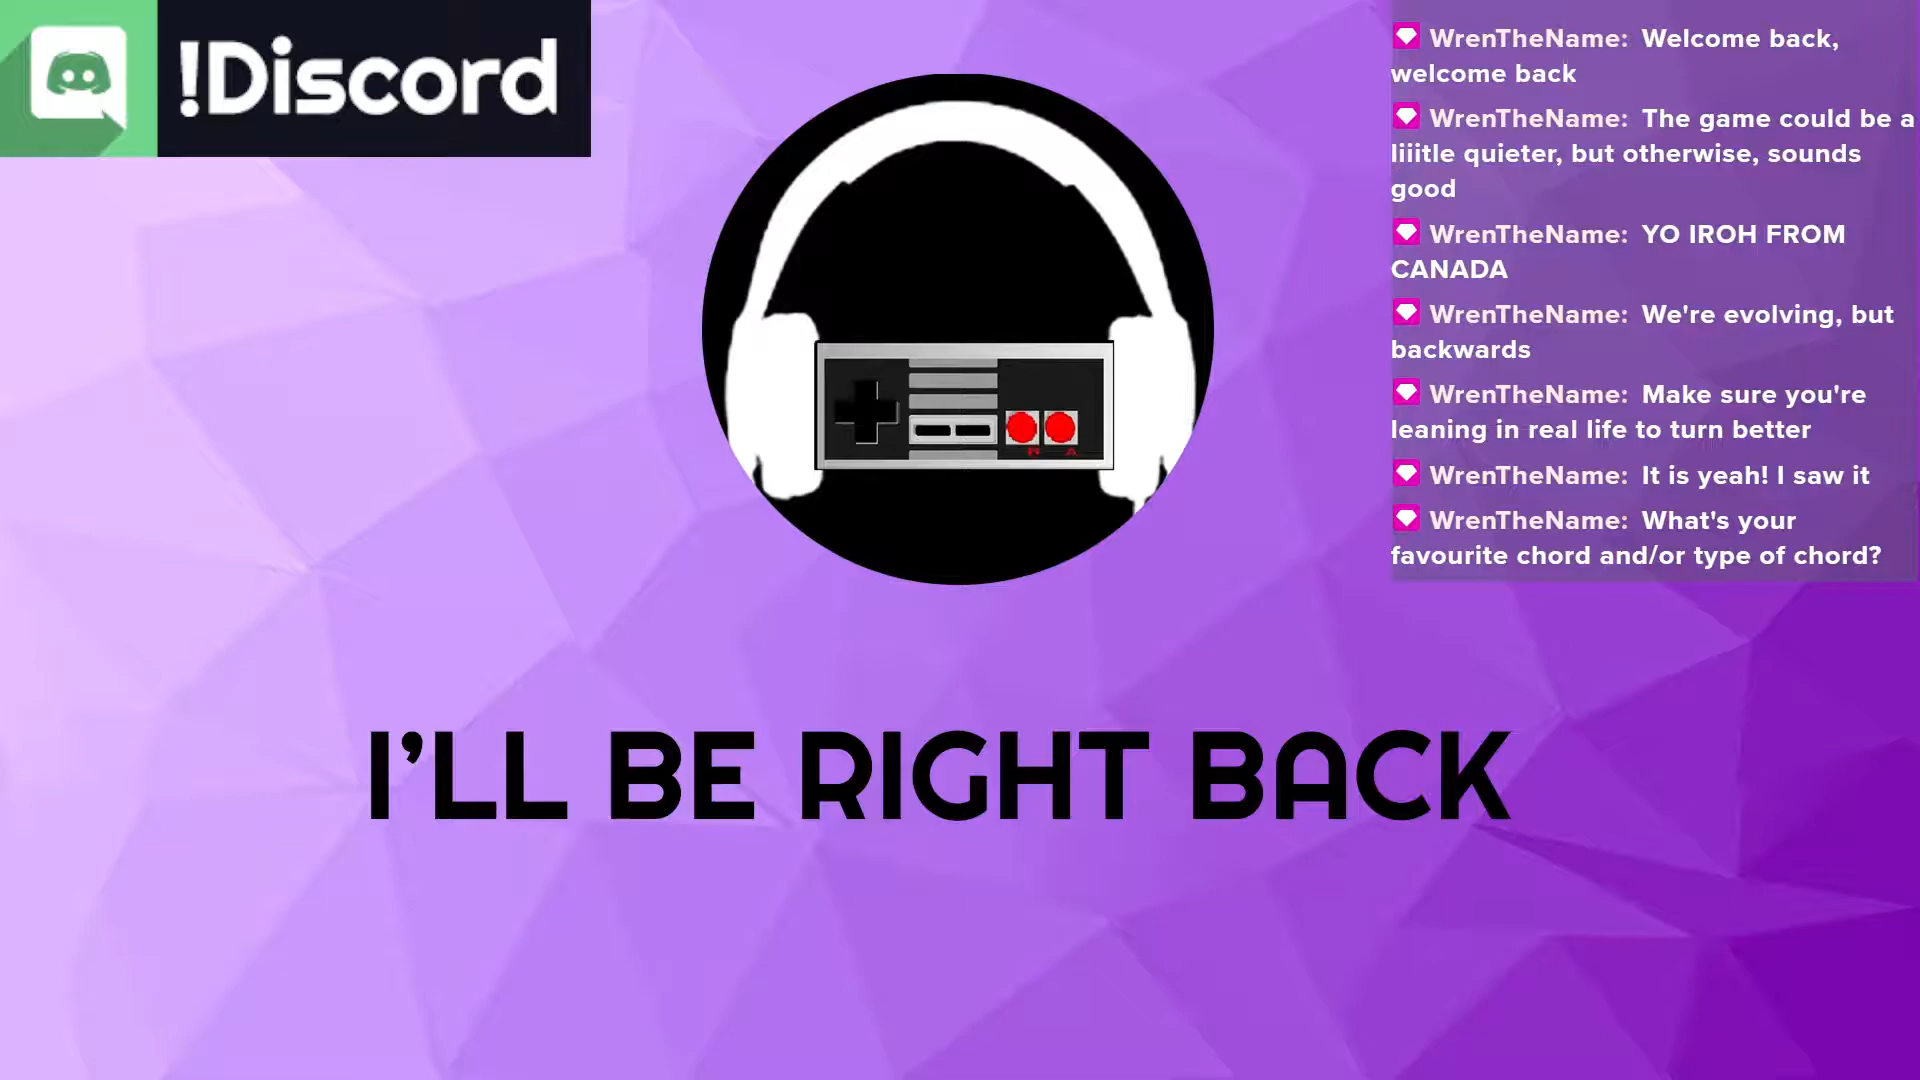 !Discord
WrenTheName: Welcome back,
welcome back
WrenTheName: The game could be a
liiitle quieter, but otherwise, sounds
good
WrenTheName: YO IROH FROM
CANADA
WrenTheName: We're evolving, but
backwards
WrenTheName: Make sure you're
leaning in real life to turn better
WrenTheName: It is yeah! I saw it
WrenTheName: What's your
favourite chord and/or type of chord?
I'LL BE RIGHT BACK